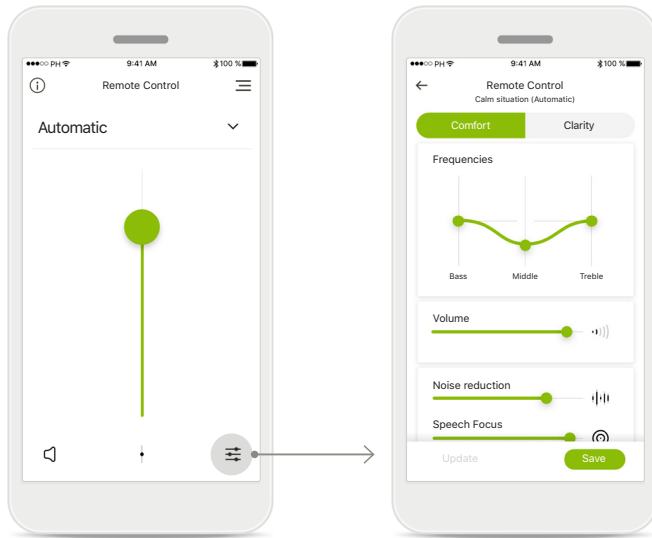 ●●●○○ PH 9:41 AM 100 %
Remote Control
Automatic
●●●○○ PH 9:41 AM 100 %
Remote Control
Calm situation (Automatic)
Comfort Clarity
Frequencies
Bass Middle Treble
Volume
Noise reduction
Speech Focus
Update Save